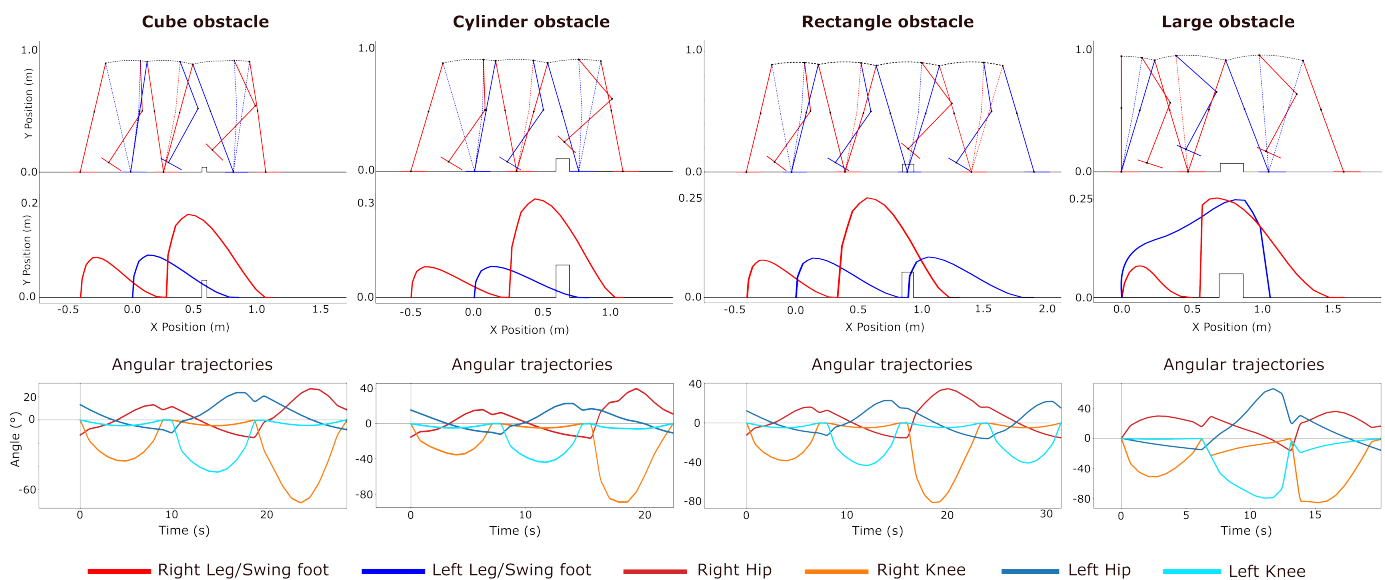 Cube obstacle
Cylinder obstacle
Rectangle obstacle
Large obstacle
Y Position (m)
1.0
0.0
1.0
0.0
1.0
0.0
1.0
0.0
Y Position (m)
0.2
0.0
0.3
0.0
0.25
0.0
0.25
0.0
-0.5 0.0 0.5 1.0 1.5
-0.5 0.0 0.5 1.0 1.5
-0.5 0.0 0.5 1.0 1.5 2.0
0.0 0.5 1.0 1.5
X Position (m)
X Position (m)
X Position (m)
X Position (m)
Angular trajectories
Angular trajectories
Angular trajectories
Angular trajectories
Angle (°)
20
0
-60
40
0
-80
40
0
-40
-80
40
0
-40
-80
0 10 20
0 10 20
0 10 20 30
0 5 10 15
Time (s)
Time (s)
Time (s)
Time (s)
Right Leg/Swing foot
Left Leg/Swing foot
Right Hip
Right Knee
Left Hip
Left Knee